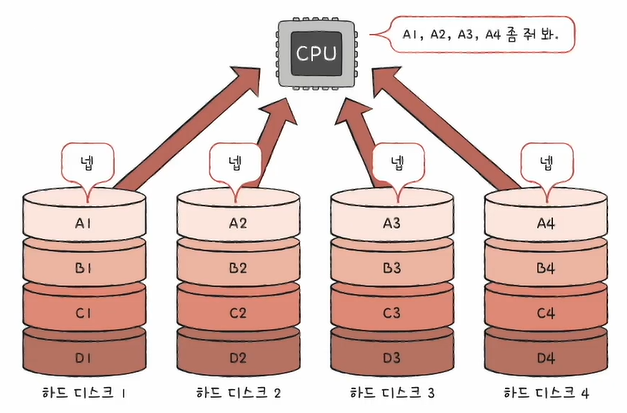 CPU
A1, A2, A3, A4 좀 줘 봐.
넵 넵 넵 넵
A1 A2 A3 A4
B1 B2 B3 B4
C1 C2 C3 C4
D1 D2 D3 D4
하드 디스크 1 하드 디스크 2 하드 디스크 3 하드 디스크 4